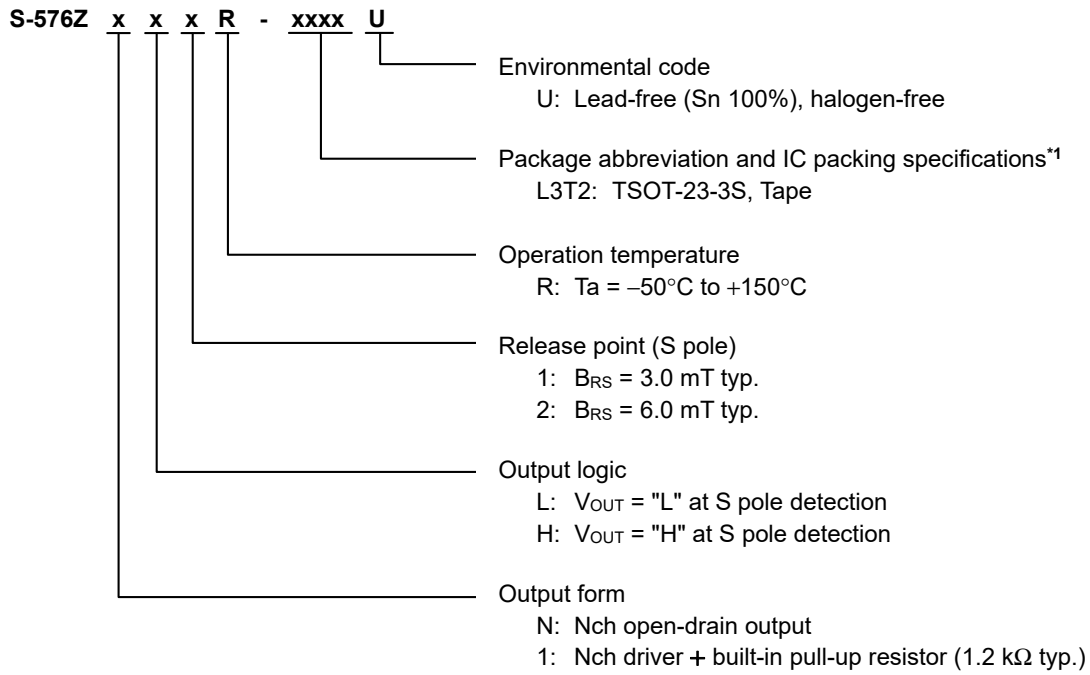 S-576Z x x x R - xxxx U
Environmental code
U: Lead-free (Sn 100%), halogen-free
Package abbreviation and IC packing specifications*1
L3T2: TSOT-23-3S, Tape
Operation temperature
R: Ta = −50°C to +150°C
Release point (S pole)
1: BRS = 3.0 mT typ.
2: BRS = 6.0 mT typ.
Output logic
L: VOUT = "L" at S pole detection
H: VOUT = "H" at S pole detection
Output form
N: Nch open-drain output
1: Nch driver + built-in pull-up resistor (1.2 kΩ typ.)